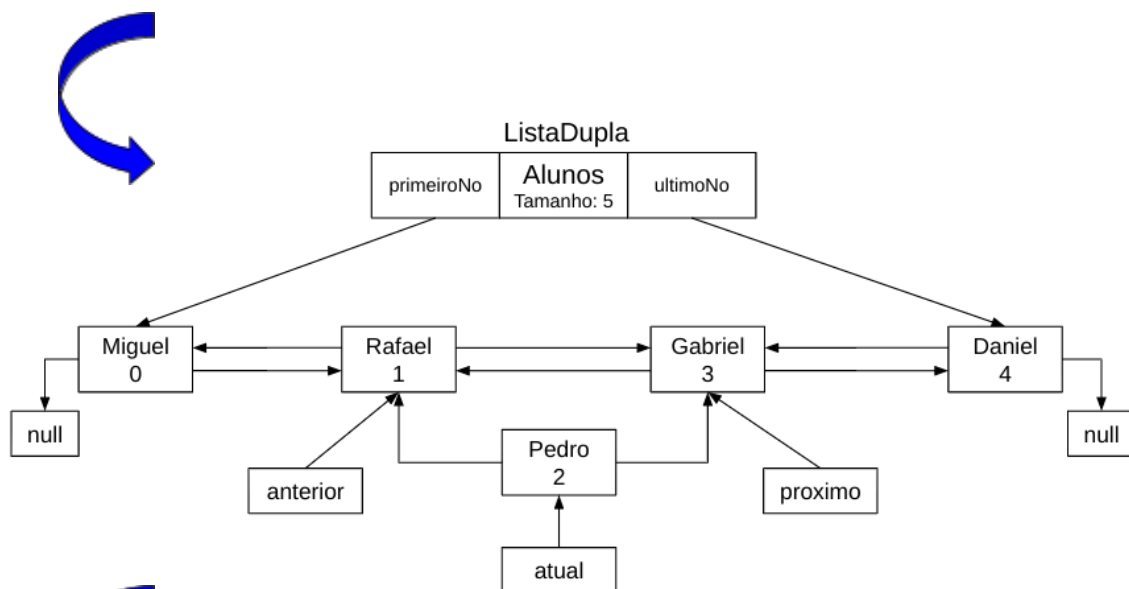 ListaDupla
primeiroNo
Alunos
Tamanho: 5
ultimoNo
Miguel
0
Rafael
1
Gabriel
3
Daniel
4
null
Pedro
2
null
anterior
proximo
atual